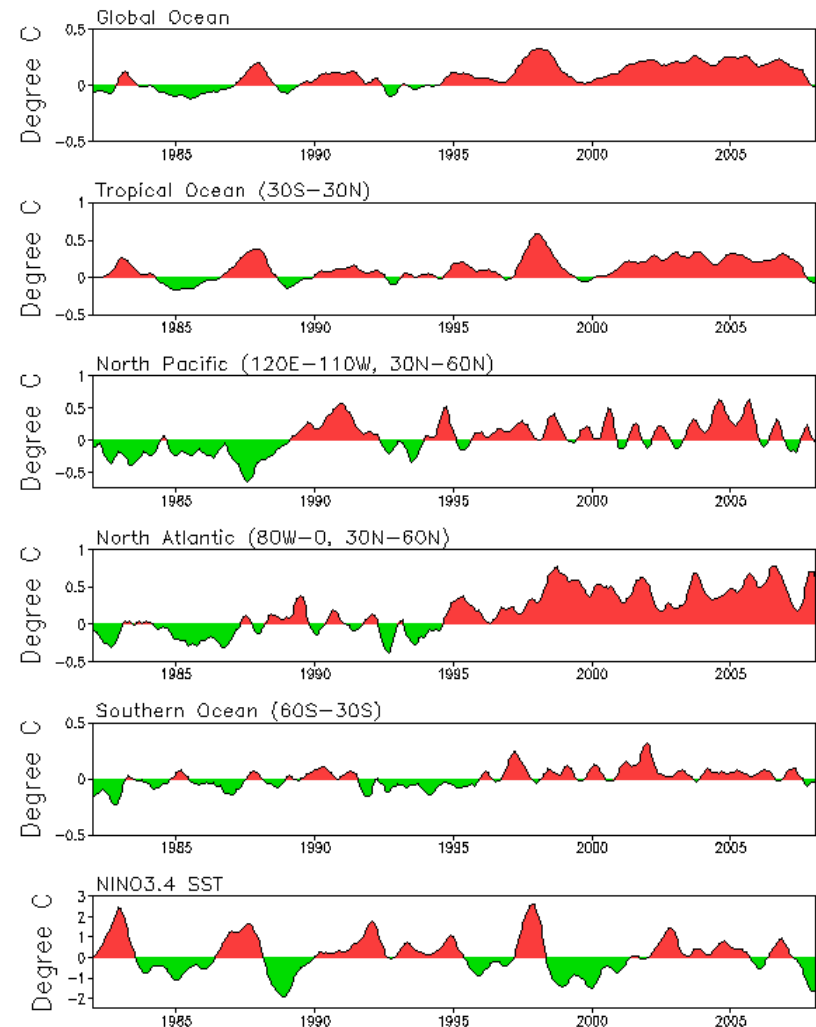 Global Ocean
Degree C
0.5
0
-0.5
1985 1990 1995 2000 2005
Tropical Ocean (30S-30N)
Degree C
1
0.5
0
-0.5
1985 1990 1995 2000 2005
North Pacific (120E-110W, 30N-60N)
Degree C
1
0.5
0
-0.5
1985 1990 1995 2000 2005
North Atlantic (80W-0, 30N-60N)
Degree C
1
0.5
0
-0.5
1985 1990 1995 2000 2005
Southern Ocean (60S-30S)
Degree C
0.5
0
-0.5
1985 1990 1995 2000 2005
NINO3.4 SST
Degree C
3
2
1
0
-1
-2
1985 1990 1995 2000 2005